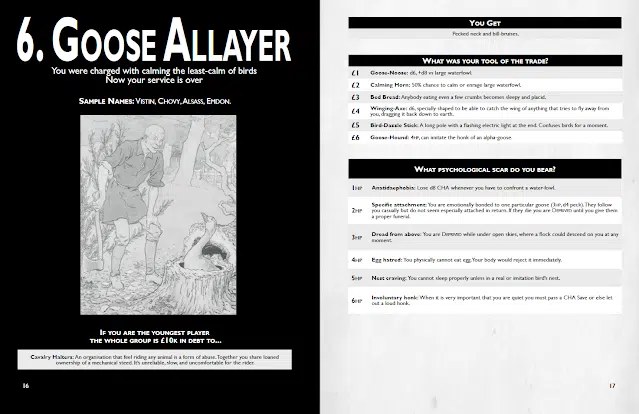 6. GOOSE ALLAYER
You were charged with calming the least-calm of birds
Now your service is over
SAMPLE NAMES: VISTIN, CHOVY, ALSASS, EMDON.
IF YOU ARE THE YOUNGEST PLAYER
THE WHOLE GROUP IS £10K IN DEBT TO...
Cavalry Halters: An organisation that feel riding any animal is a form of abuse. Together you share loaned
ownership of a mechanical steed. It's unreliable, slow, and uncomfortable for the rider.
16
YOU GET
Pecked neck and bill-bruises.
WHAT WAS YOUR TOOL OF THE TRADE?
£1 Goose-Noose: d6, +d8 vs large waterfowl.
£2 Calming Horn: 50% chance to calm or enrage large waterfowl.
£3 Bed Bread: Anybody eating even a few crumbs becomes sleepy and placid.
£4 Winging-Axe: d6, specially shaped to be able to catch the wing of anything that tries to fly away from
you, dragging it back down to earth.
£5 Bird-Dazzle Stick: A long pole with a flashing electric light at the end. Confuses birds for a moment.
£6 Goose-Hound: 4HP, can imitate the honk of an alpha-goose.
WHAT PSYCHOLOGICAL SCAR DO YOU BEAR?
1HP Anatidaephobia: Lose d8 CHA whenever you have to confront a water-fowl.
2HP Specific attachment: You are emotionally bonded to one particular goose (3HP, d4 peck). They follow
you casually but do not seem especially attached in return. If they die you are DEPRIVED until you give them
a proper funeral.
3HP Dread from above: You are DEPRIVED while under open skies, where a flock could descend on you at any
moment.
4HP Egg hatred: You physically cannot eat egg. Your body would reject it immediately.
5HP Nest craving: You cannot sleep properly unless in a real or imitation bird's nest.
6HP Involuntary honk: When it is very important that you are quiet you must pass a CHA Save or else let
out a loud honk.
17